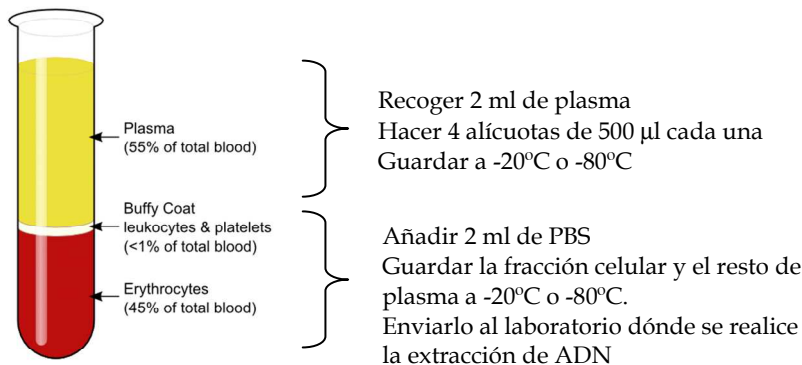 Plasma
(55% of total blood)
Buffy Coat
leukocytes & platelets
(<1% of total blood)
Erythrocytes
(45% of total blood)
Recoger 2 ml de plasma
Hacer 4 alícuotas de 500 µl cada una
Guardar a -20ºC o -80ºC
Añadir 2 ml de PBS
Guardar la fracción celular y el resto de
plasma a -20ºC o -80ºC.
Enviarlo al laboratorio dónde se realice
la extracción de ADN